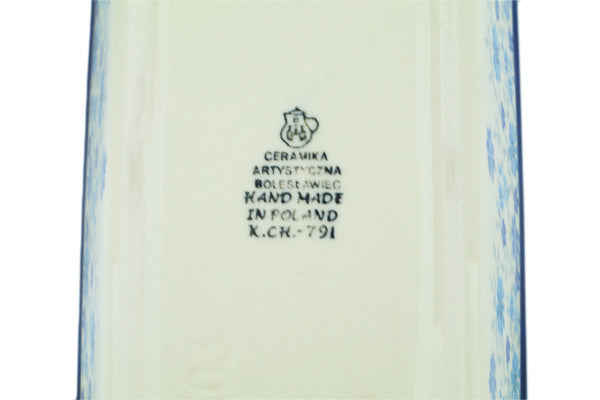 CERAMIKA
ARTYSTYCZNA
BOLESŁAWIEC
HAND MADE
IN POLAND
K.CH.-791